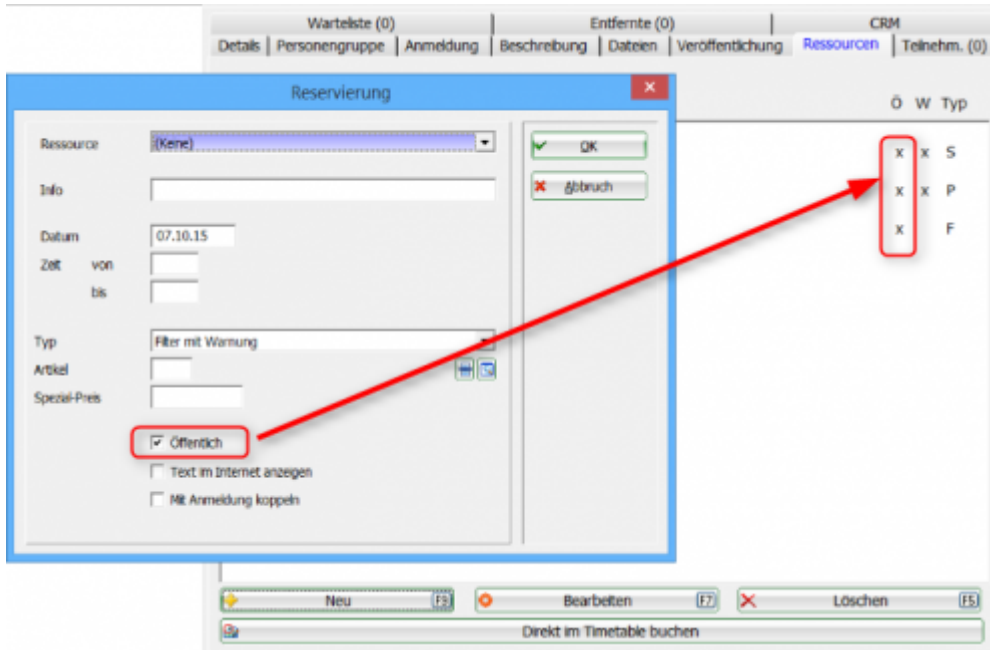 Warteliste (0) Entfernte (0) CRM
Details Personengruppe Anmeldung Beschreibung Dateien Veröffentlichung Ressourcen Teilnehm. (0)
Reservierung
Ö W Typ
Ressource (Keine)
OK
x x S
Info
Abbruch
x x P
Datum 07.10.15
x F
Zeit von
bis
Typ Filter mit Warnung
Artikel
Spezial-Preis
Öffentlich
Text im Internet anzeigen
Mit Anmeldung koppeln
Neu F9 Bearbeiten F7 Löschen F5
Direkt im Timetable buchen